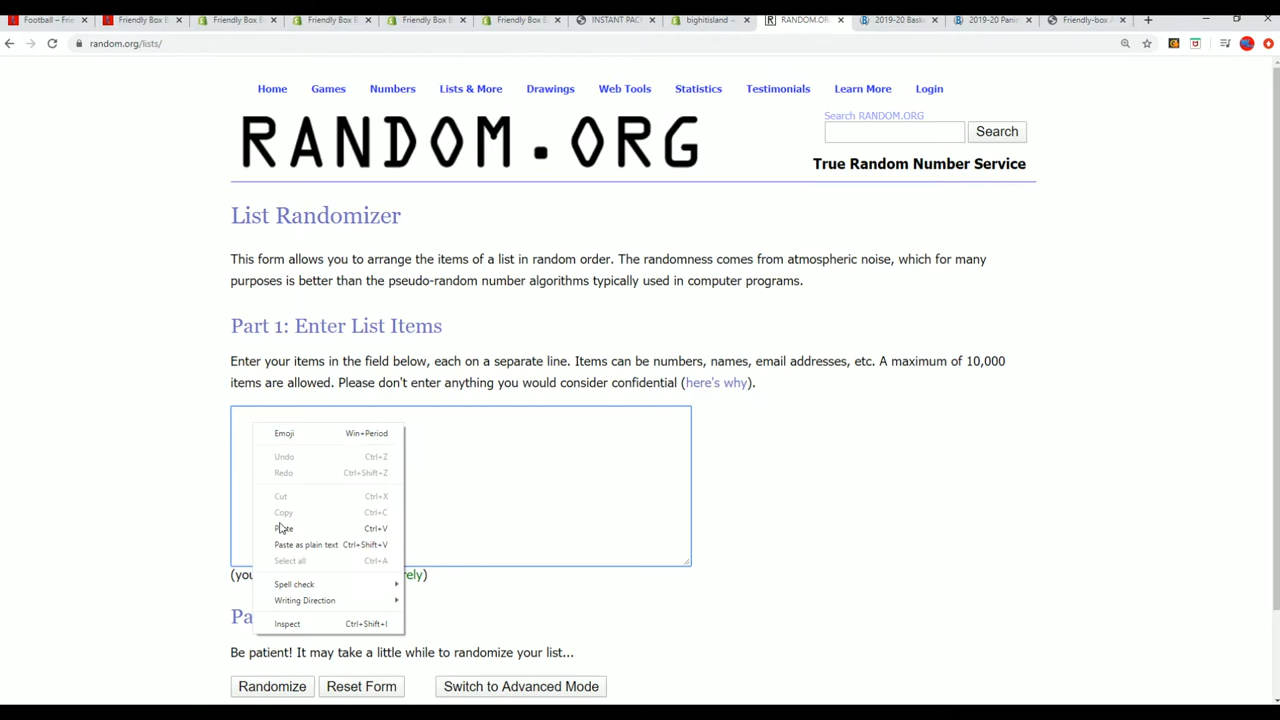 Football – Frie
Friendly Box B
Friendly Box B
Friendly Box B
Friendly Box B
Friendly Box B
INSTANT PAC
bighitisland –
RANDOM.OR
2019-20 Bask
2019-20 Panin
Friendly-box A
random.org/lists/
Home Games Numbers Lists & More Drawings Web Tools Statistics Testimonials Learn More Login
Search RANDOM.ORG
RANDOM.ORG
Search
True Random Number Service
List Randomizer
This form allows you to arrange the items of a list in random order. The randomness comes from atmospheric noise, which for many
purposes is better than the pseudo-random number algorithms typically used in computer programs.
Part 1: Enter List Items
Enter your items in the field below, each on a separate line. Items can be numbers, names, email addresses, etc. A maximum of 10,000
items are allowed. Please don't enter anything you would consider confidential (here's why).
Emoji Win+Period
Undo Ctrl+Z
Redo Ctrl+Shift+Z
Cut Ctrl+X
Copy Ctrl+C
Paste Ctrl+V
Paste as plain text Ctrl+Shift+V
Select all Ctrl+A
Spell check
Writing Direction
Inspect Ctrl+Shift+I
Be patient! It may take a little while to randomize your list...
Randomize Reset Form Switch to Advanced Mode